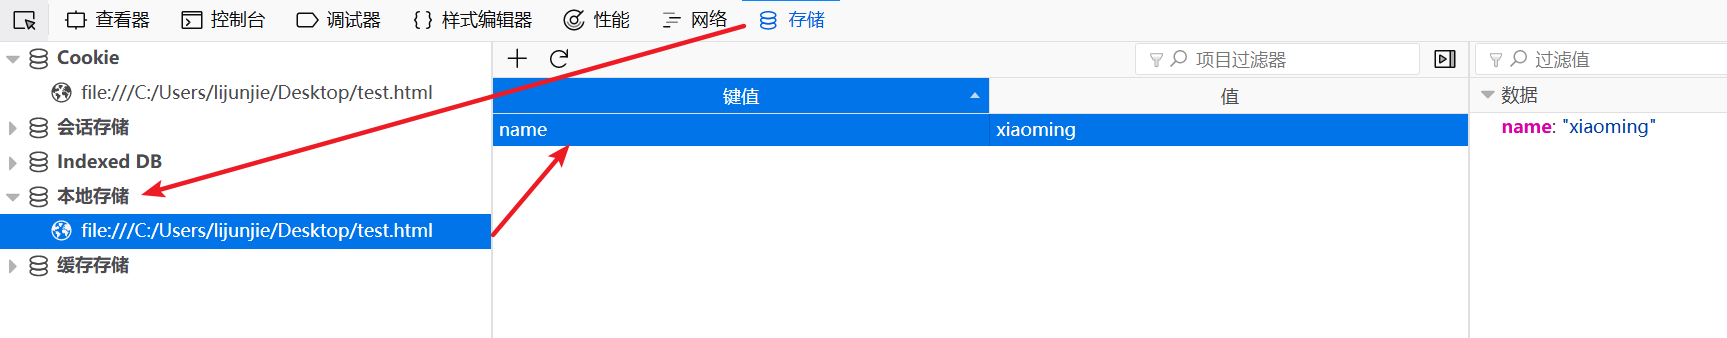 查看器 控制台 调试器 样式编辑器 性能 网络 存储
Cookie
file:///C:/Users/lijunjie/Desktop/test.html
会话存储
Indexed DB
本地存储
file:///C:/Users/lijunjie/Desktop/test.html
缓存存储
项目过滤器
键值 值
name xiaoming
过滤值
数据
name: "xiaoming"